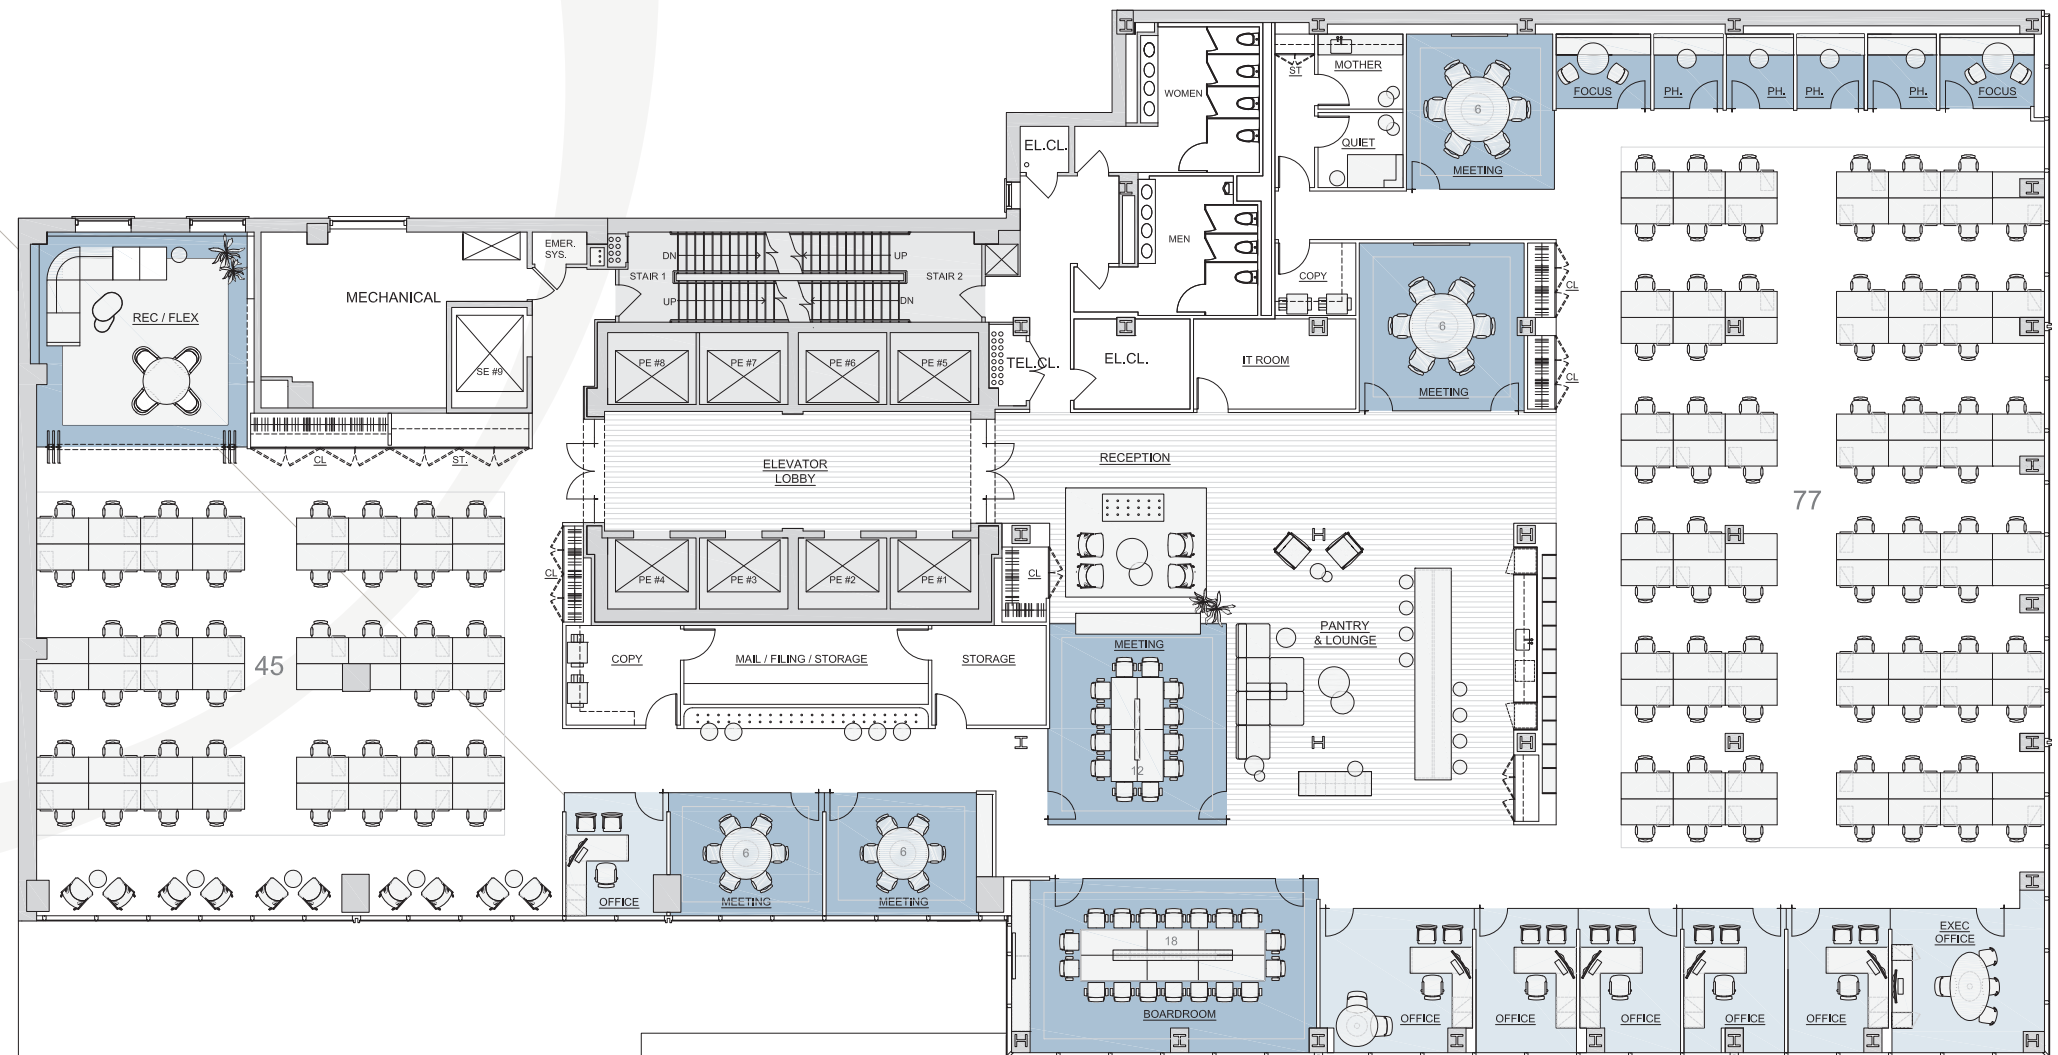 WOMEN
ST
MOTHER
6
MEETING
FOCUS
PH.
PH.
PH.
PH.
FOCUS
EL.CL.
QUIET
MEN
EMER.
SYS.
DN
UP
STAIR 1
STAIR 2
UP
DN
MECHANICAL
REC / FLEX
SE #9
PE #8
PE #7
PE #6
PE #5
TEL.CL.
EL.CL.
IT ROOM
COPY
6
MEETING
CL
CL
CL
ST.
ELEVATOR
LOBBY
RECEPTION
77
CL
PE #4
PE #3
PE #2
PE #1
CL
45
COPY
MAIL / FILING / STORAGE
STORAGE
MEETING
12
PANTRY
& LOUNGE
OFFICE
6
MEETING
6
MEETING
18
BOARDROOM
OFFICE
OFFICE
OFFICE
OFFICE
OFFICE
EXEC
OFFICE